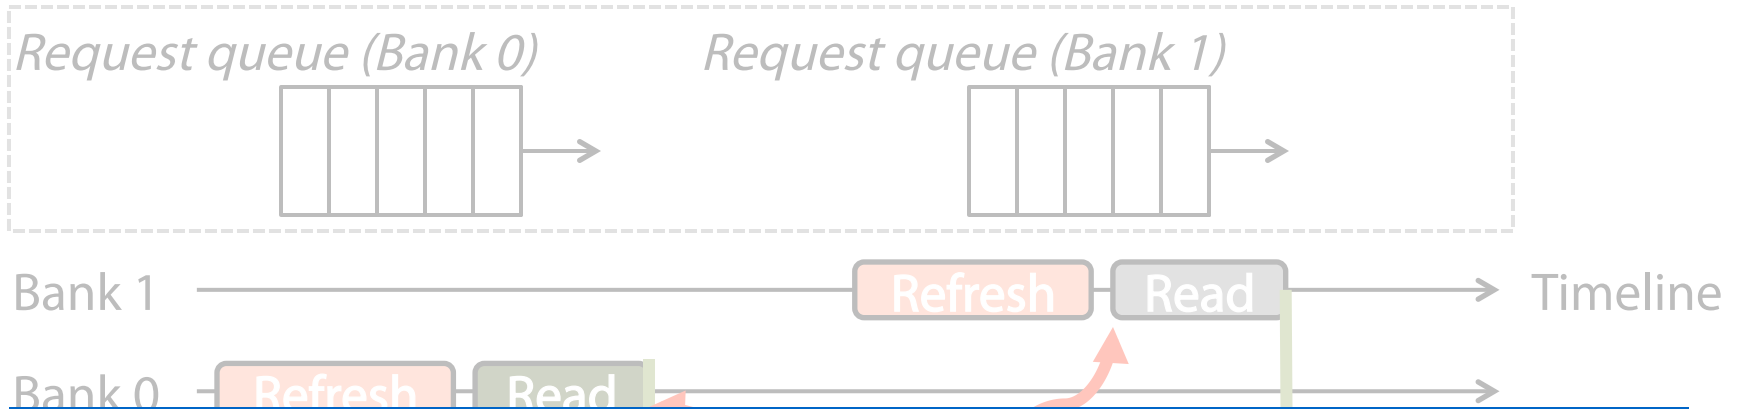 Request queue (Bank 0) Request queue (Bank 1)
Bank 1 Refresh Read Timeline
Bank 0 Refresh Read